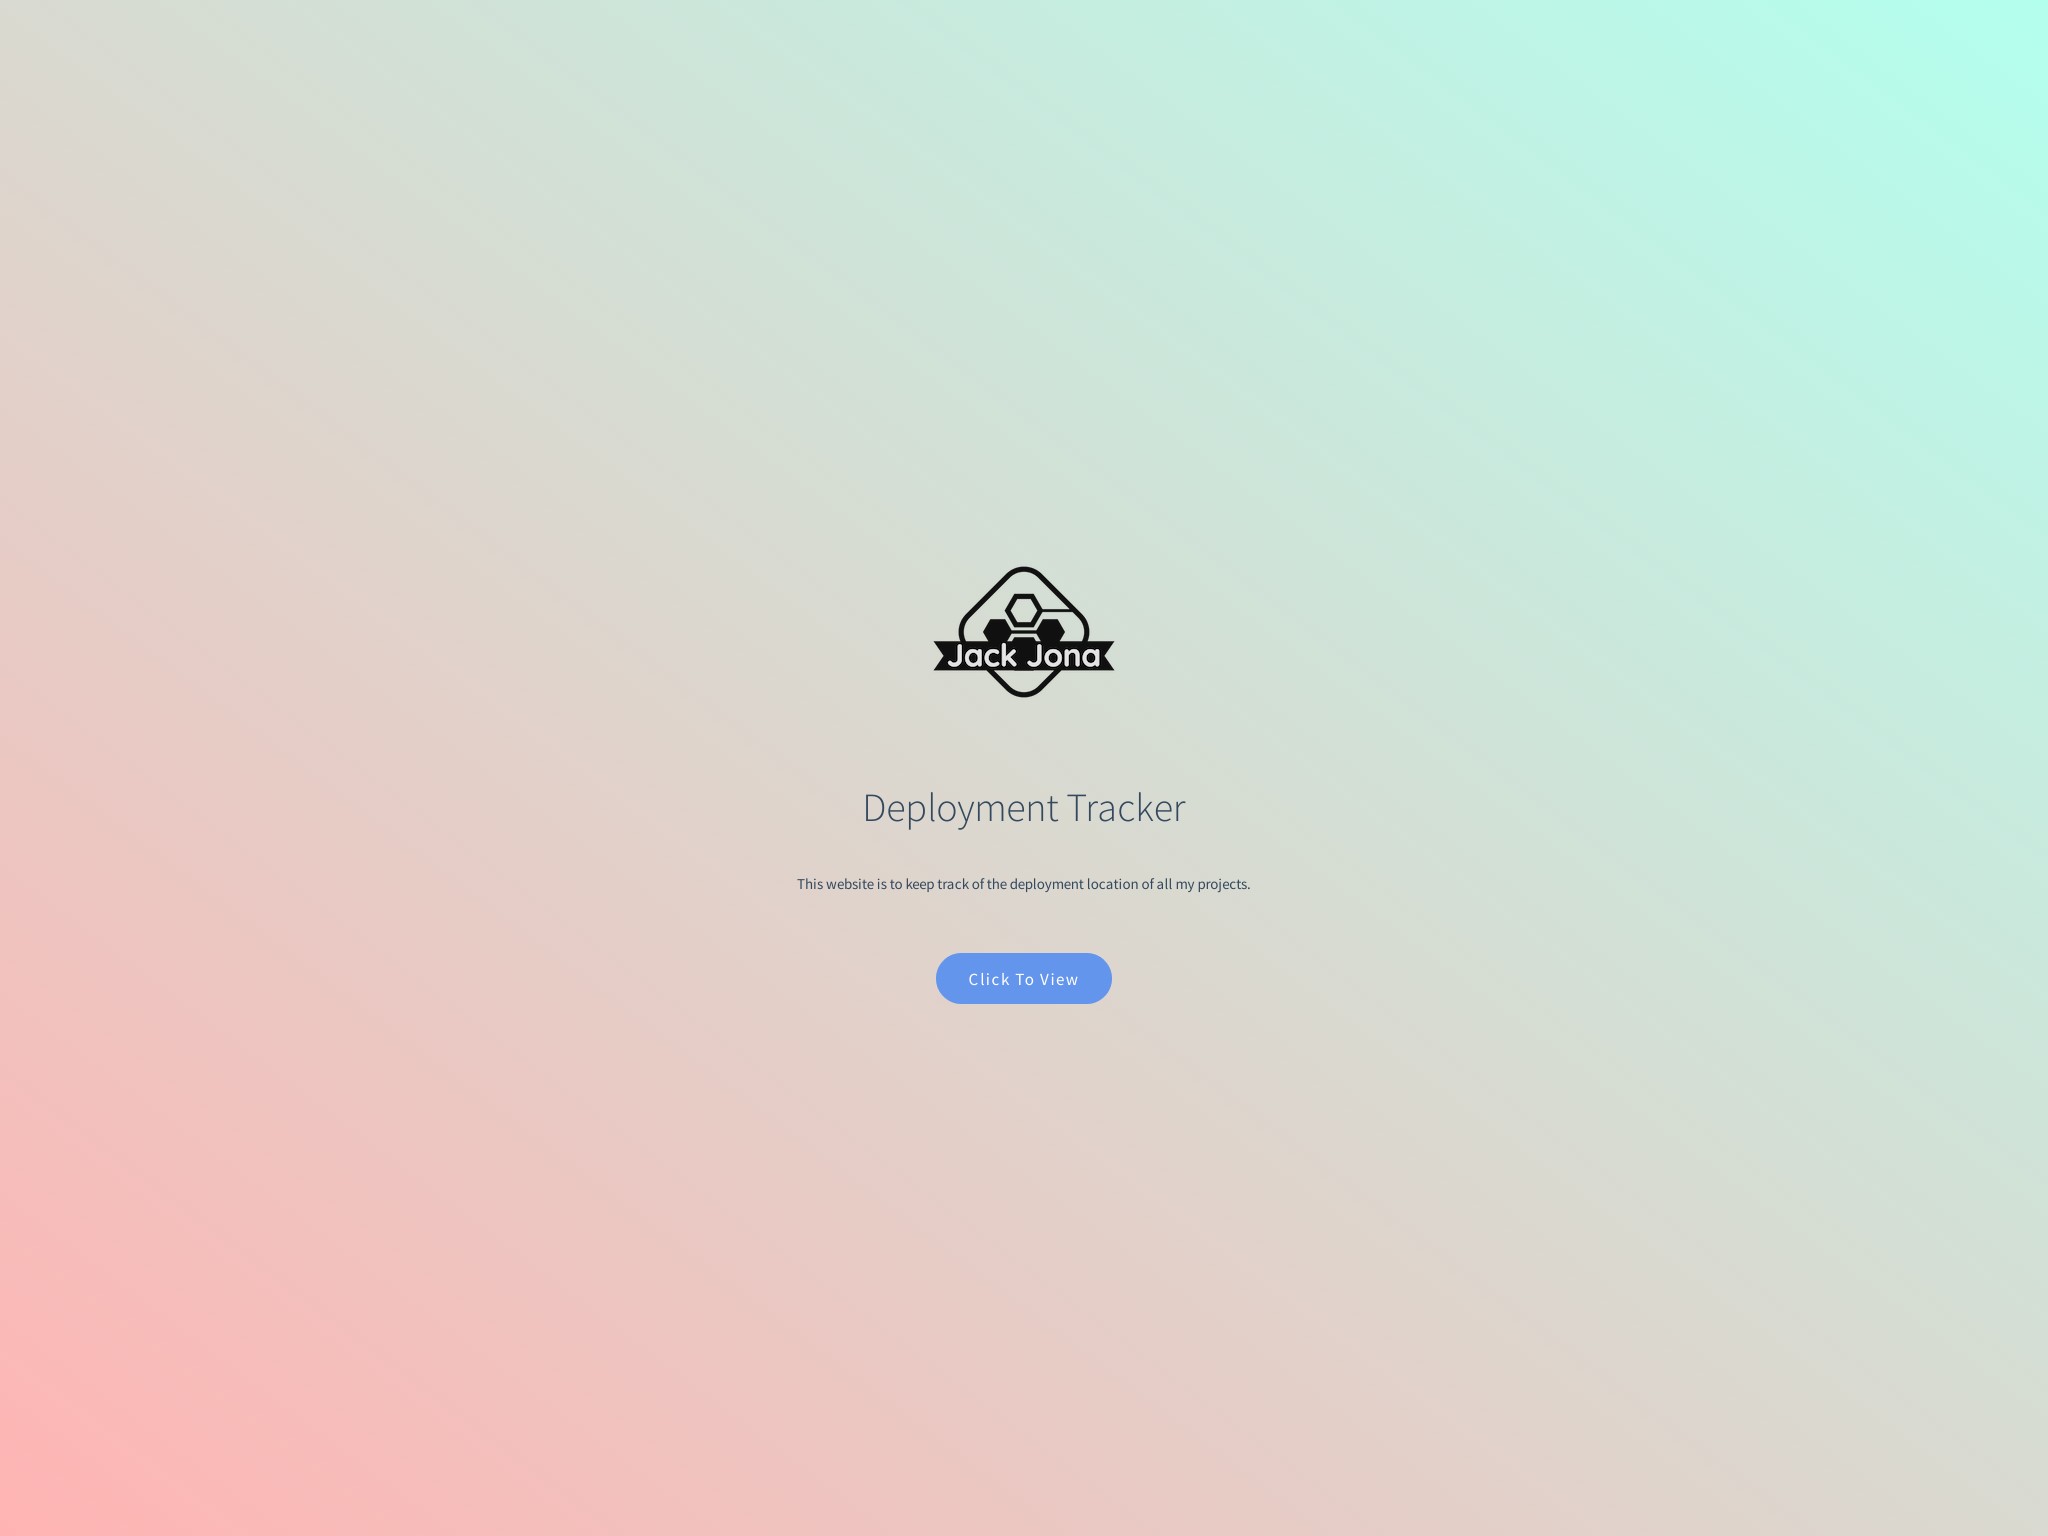 Jack Jona
Deployment Tracker
This website is to keep track of the deployment location of all my projects.
Click To View